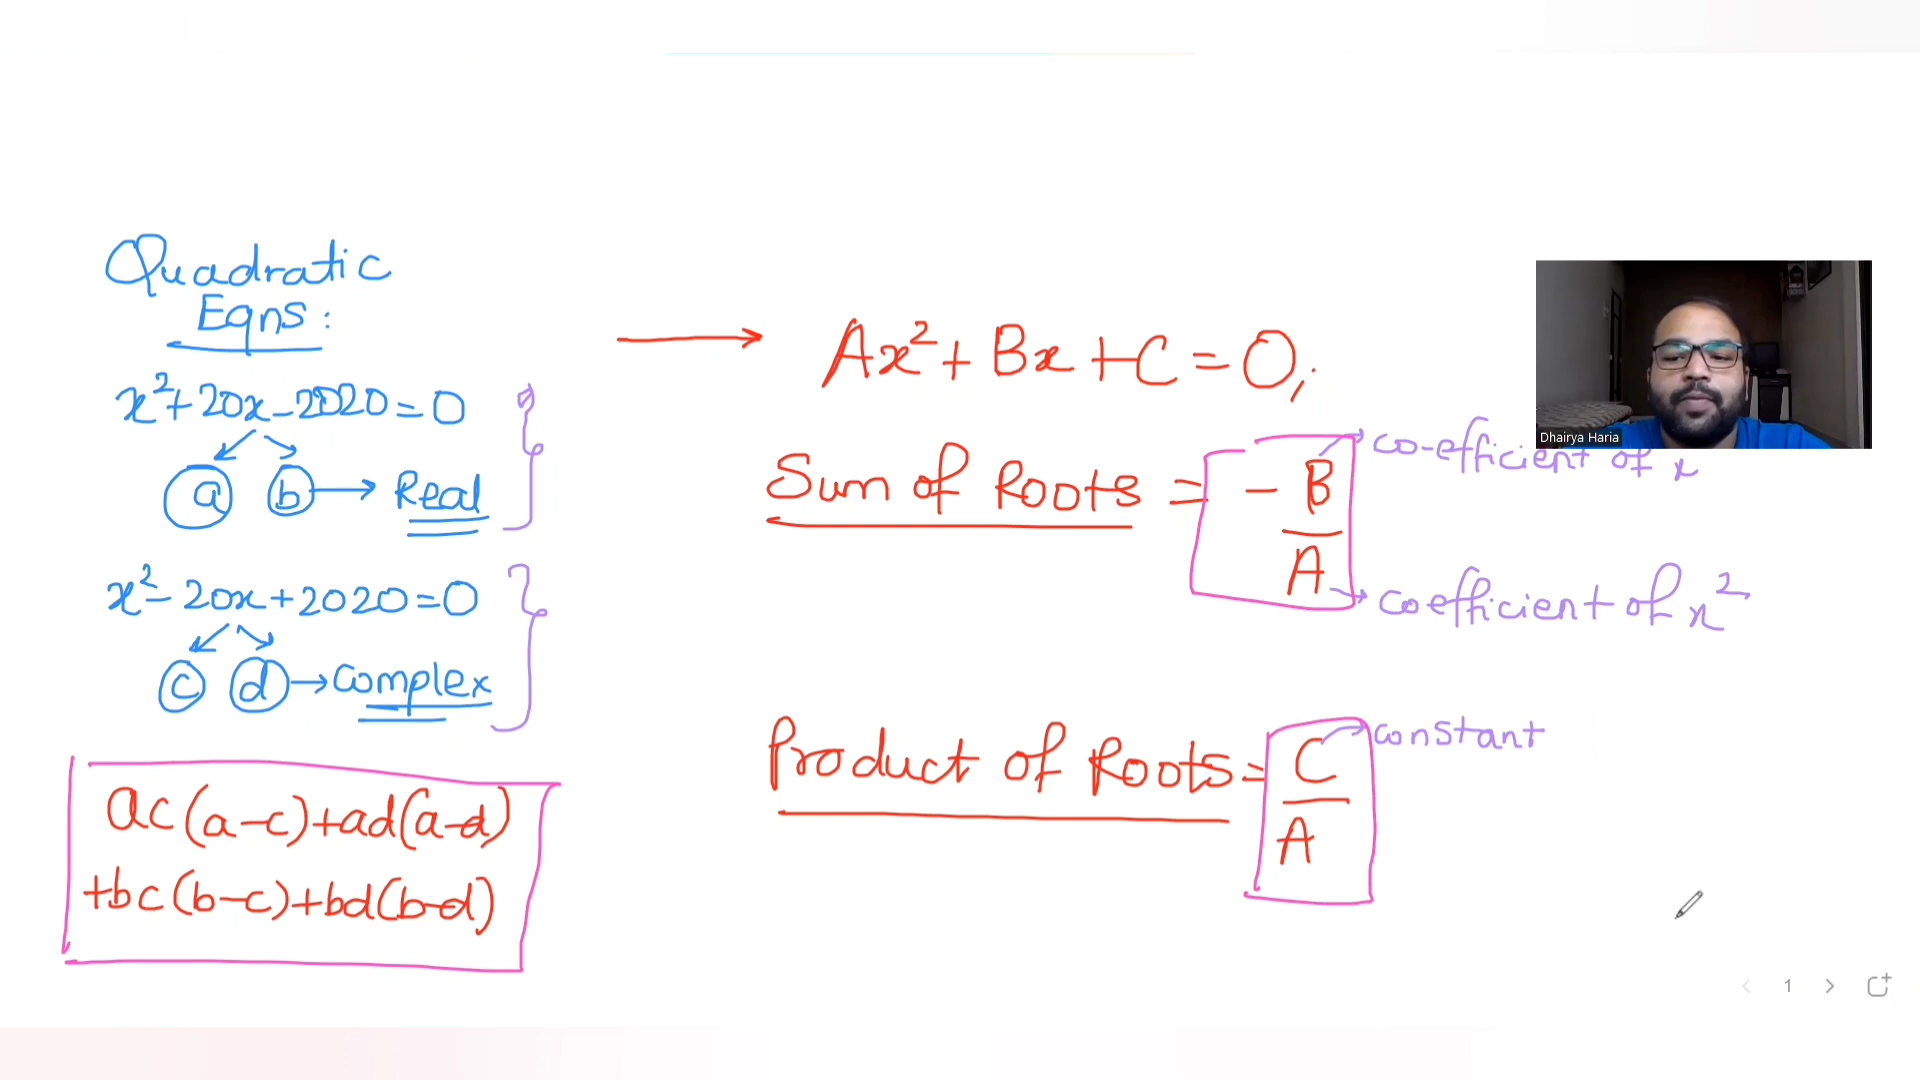 Quadratic
Eqns:
x²+20x-2020=0
a b → Real
x²-20x+2020=0
c d → Complex
ac(a-c)+ad(a-d)
+bc(b-c)+bd(b-d)
→ Ax²+Bx+C=0;
Sum of Roots = -B/A
co-efficient of x
coefficient of x²
Product of Roots = C/A
constant
Dhairya Haria
1